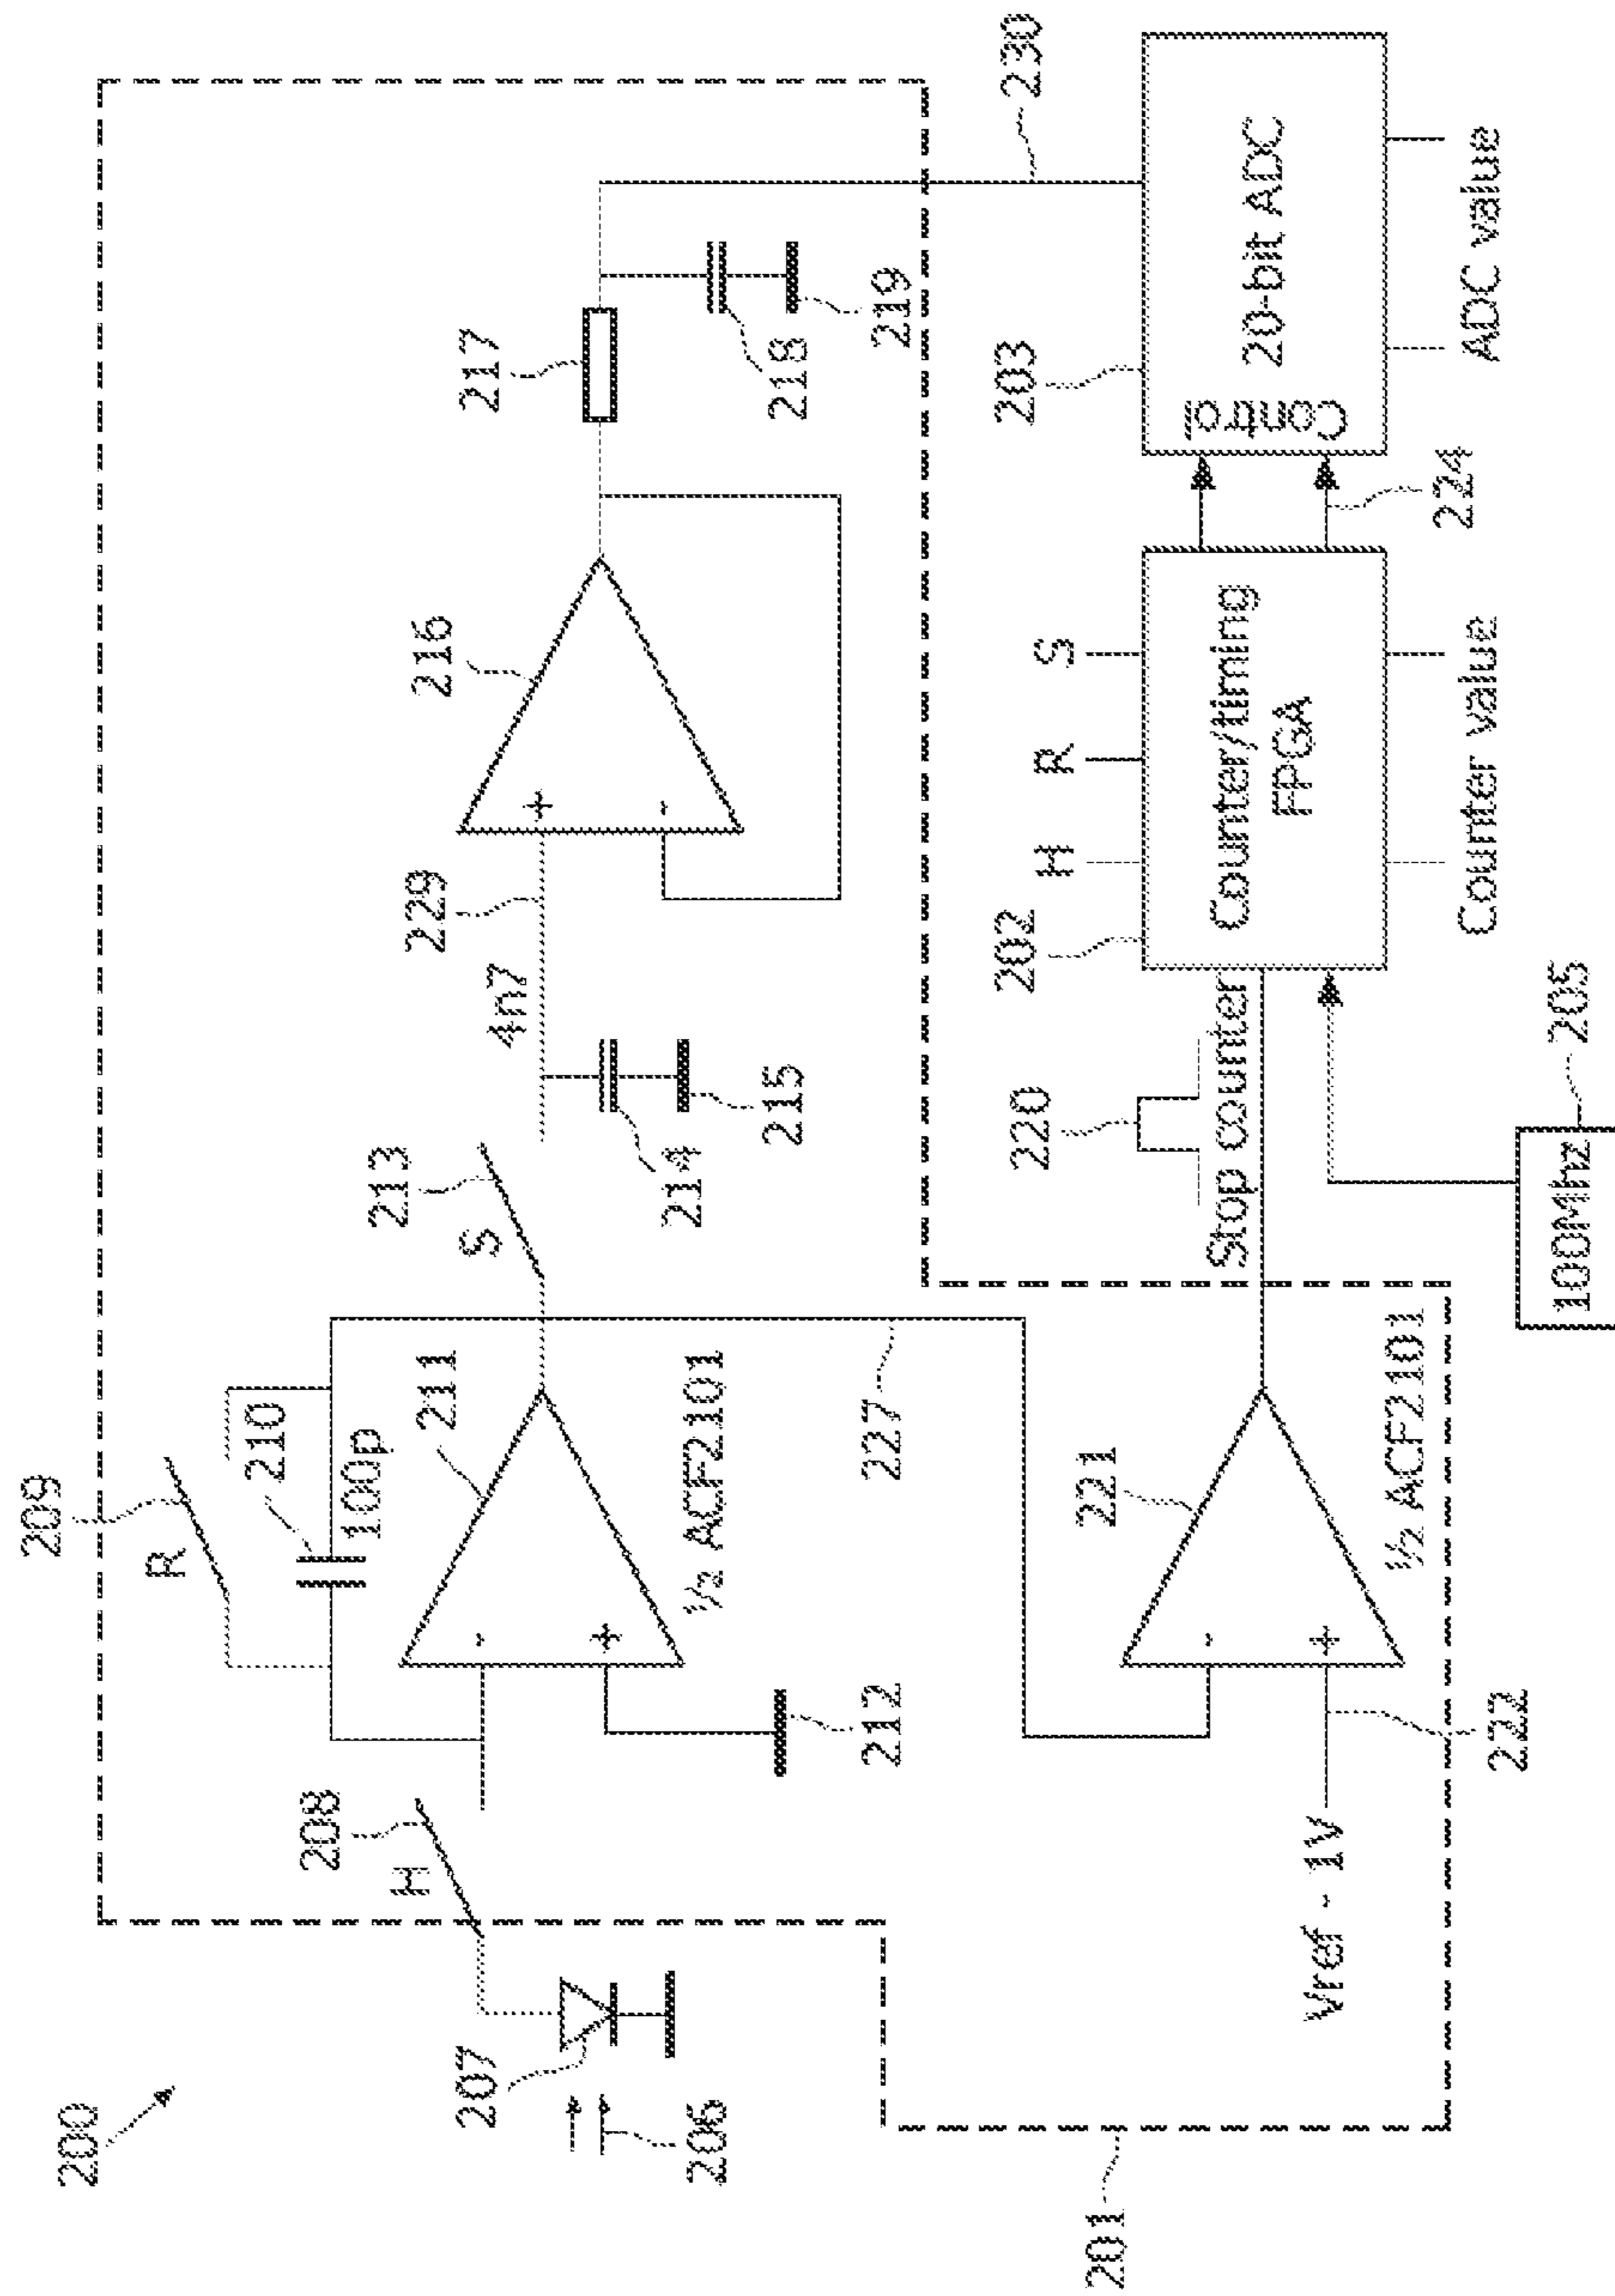 200
201
206
207
208
H
209
R
210
100p
211
½ ACF2101
212
213
S
214
215
4n7
229
216
217
218
219
230
227
221
½ ACF2101
Vref - 1V
222
220
Stop counter
202
H
R
S
Counter/timing
FPGA
Counter value
100Mhz
205
224
203
Control
20-bit ADC
ADC value